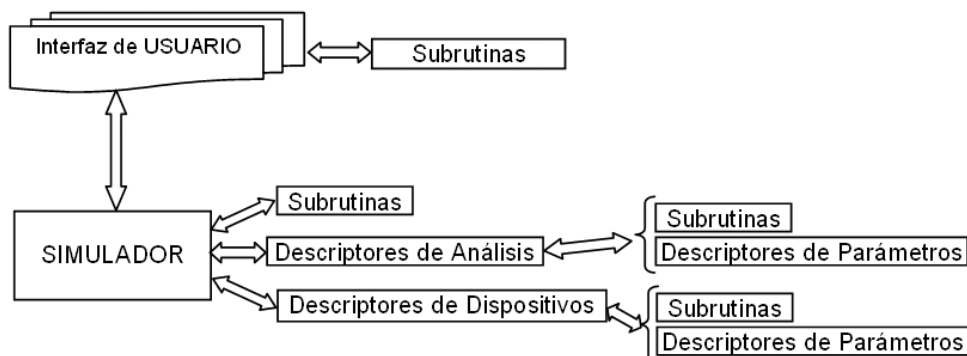 Interfaz de USUARIO
Subrutinas
SIMULADOR
Subrutinas
Descriptores de Análisis
Descriptores de Dispositivos
Subrutinas
Descriptores de Parámetros
Subrutinas
Descriptores de Parámetros